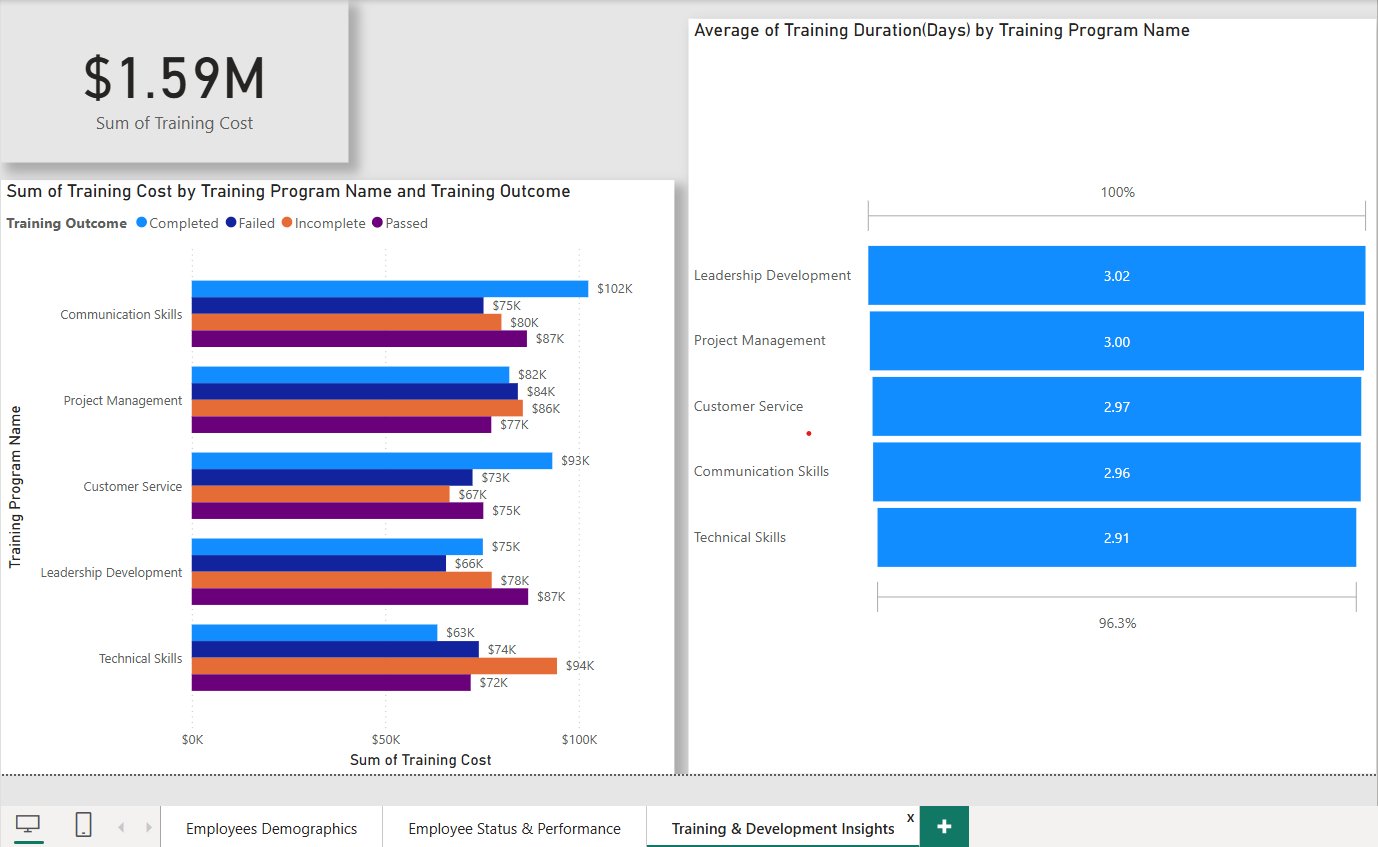 $1.59M
Sum of Training Cost
Sum of Training Cost by Training Program Name and Training Outcome
Training Outcome Completed Failed Incomplete Passed
Training Program Name
Communication Skills
$102K
$75K
$80K
$87K
Project Management
$82K
$84K
$86K
$77K
Customer Service
$93K
$73K
$67K
$75K
Leadership Development
$75K
$66K
$78K
$87K
Technical Skills
$63K
$74K
$94K
$72K
$0K $50K $100K
Sum of Training Cost
Average of Training Duration(Days) by Training Program Name
100%
Leadership Development 3.02
Project Management 3.00
Customer Service 2.97
Communication Skills 2.96
Technical Skills 2.91
96.3%
Employees Demographics Employee Status & Performance Training & Development Insights x